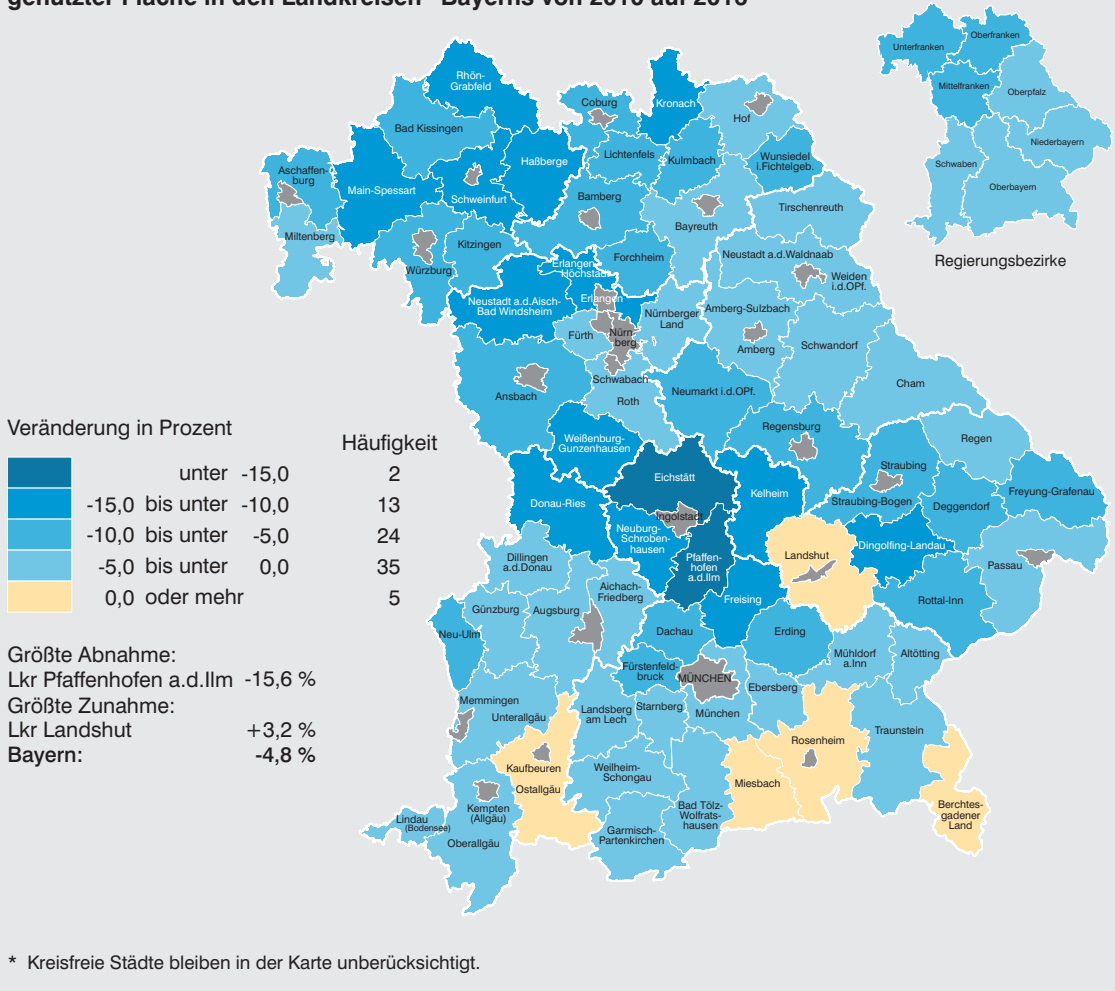 genutzter Fläche in den Landkreisen* Bayerns von 2010 auf 2016
Unterfranken
Oberfranken
Mittelfranken
Oberpfalz
Niederbayern
Schwaben
Oberbayern
Regierungsbezirke
Rhön-
Grabfeld
Coburg
Kronach
Hof
Bad Kissingen
Aschaffen-
burg
Main-Spessart
Schweinfurt
Haßberge
Lichtenfels
Kulmbach
Wunsiedel
i.Fichtelgeb.
Bamberg
Tirschenreuth
Bayreuth
Miltenberg
Würzburg
Kitzingen
Erlangen-
Höchstadt
Forchheim
Neustadt a.d.Waldnaab
Weiden
i.d.OPf.
Neustadt a.d.Aisch-
Bad Windsheim
Erlangen
Fürth
Nürn-
berg
Nürnberger
Land
Amberg-Sulzbach
Amberg
Schwandorf
Ansbach
Schwabach
Roth
Neumarkt i.d.OPf.
Cham
Regensburg
Regen
Weißenburg-
Gunzenhausen
Eichstätt
Kelheim
Straubing
Straubing-Bogen
Deggendorf
Freyung-Grafenau
Donau-Ries
Ingolstadt
Neuburg-
Schroben-
hausen
Pfaffen-
hofen
a.d.Ilm
Landshut
Dingolfing-Landau
Passau
Dillingen
a.d.Donau
Aichach-
Friedberg
Freising
Rottal-Inn
Günzburg
Augsburg
Neu-Ulm
Dachau
Erding
Mühldorf
a.Inn
Altötting
Fürstenfeld-
bruck
MÜNCHEN
Ebersberg
Memmingen
Unterallgäu
Landsberg
am Lech
Starnberg
München
Rosenheim
Traunstein
Kaufbeuren
Ostallgäu
Weilheim-
Schongau
Miesbach
Berchtes-
gadener
Land
Kempten
(Allgäu)
Bad Tölz-
Wolfrats-
hausen
Lindau
(Bodensee)
Oberallgäu
Garmisch-
Partenkirchen
Veränderung in Prozent
Häufigkeit
unter -15,0 2
-15,0 bis unter -10,0 13
-10,0 bis unter -5,0 24
-5,0 bis unter 0,0 35
0,0 oder mehr 5
Größte Abnahme:
Lkr Pfaffenhofen a.d.Ilm -15,6 %
Größte Zunahme:
Lkr Landshut +3,2 %
Bayern: -4,8 %
* Kreisfreie Städte bleiben in der Karte unberücksichtigt.